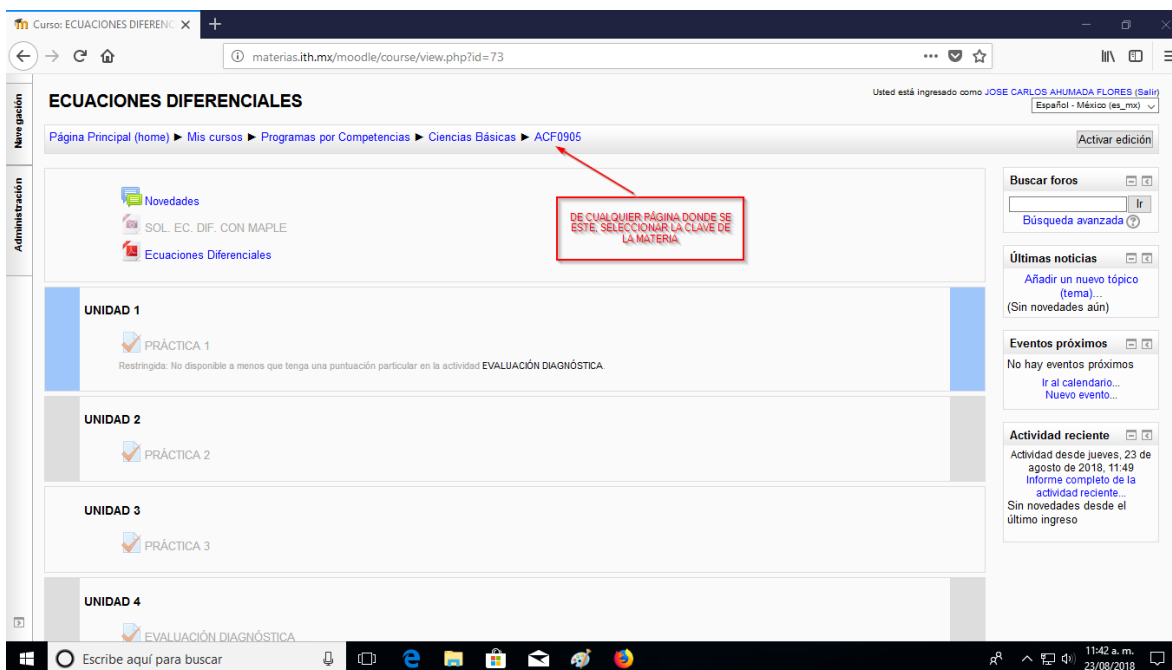 Curso: ECUACIONES DIFERENC
materias.ith.mx/moodle/course/view.php?id=73
Navegación
Administración
ECUACIONES DIFERENCIALES
Usted está ingresado como JOSE CARLOS AHUMADA FLORES (Salir)
Español - México (es_mx)
Página Principal (home) ► Mis cursos ► Programas por Competencias ► Ciencias Básicas ► ACF0905
Activar edición
Novedades
SOL. EC. DIF. CON MAPLE
Ecuaciones Diferenciales
DE CUALQUIER PÁGINA DONDE SE
ESTE, SELECCIONAR LA CLAVE DE
LA MATERIA
UNIDAD 1
PRÁCTICA 1
Restringida: No disponible a menos que tenga una puntuación particular en la actividad EVALUACIÓN DIAGNÓSTICA.
UNIDAD 2
PRÁCTICA 2
UNIDAD 3
PRÁCTICA 3
UNIDAD 4
EVALUACIÓN DIAGNÓSTICA
Buscar foros
Ir
Búsqueda avanzada
Últimas noticias
Añadir un nuevo tópico
(tema)...
(Sin novedades aún)
Eventos próximos
No hay eventos próximos
Ir al calendario...
Nuevo evento...
Actividad reciente
Actividad desde jueves, 23 de
agosto de 2018, 11:49
Informe completo de la
actividad reciente...
Sin novedades desde el
último ingreso
Escribe aquí para buscar
11:42 a. m.
23/08/2018